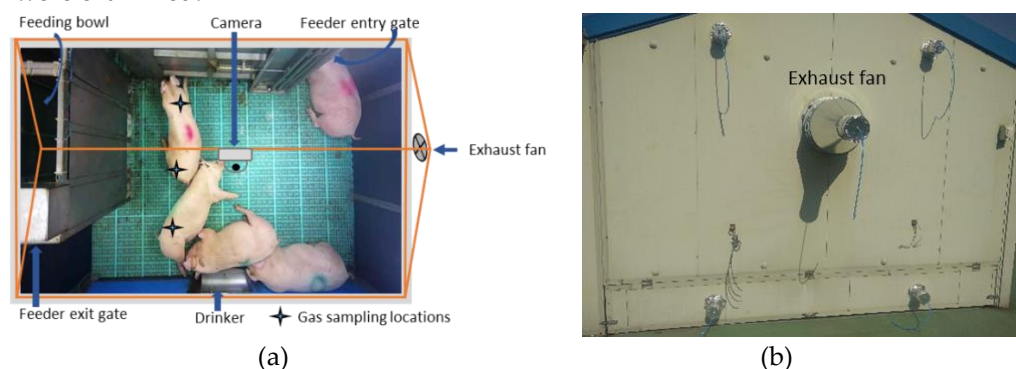 Feeding bowl
Camera
Feeder entry gate
Exhaust fan
Feeder exit gate
Drinker
Gas sampling locations
Exhaust fan
(a)
(b)